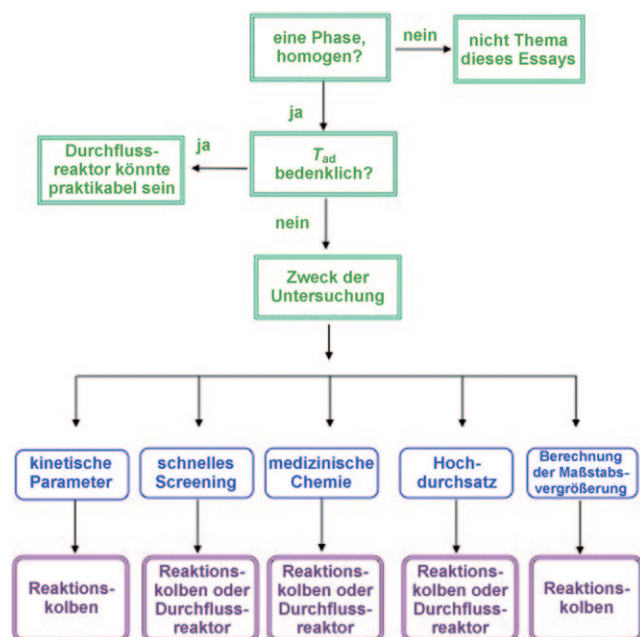 eine Phase,
homogen?
nein
nicht Thema
dieses Essays
ja
Durchfluss-
reaktor könnte
praktikabel sein
ja
Tad
bedenklich?
nein
Zweck der
Untersuchung
kinetische
Parameter
schnelles
Screening
medizinische
Chemie
Hoch-
durchsatz
Berechnung
der Maßstabs-
vergrößerung
Reaktions-
kolben
Reaktions-
kolben oder
Durchfluss-
reaktor
Reaktions-
kolben oder
Durchfluss-
reaktor
Reaktions-
kolben oder
Durchfluss-
reaktor
Reaktions-
kolben